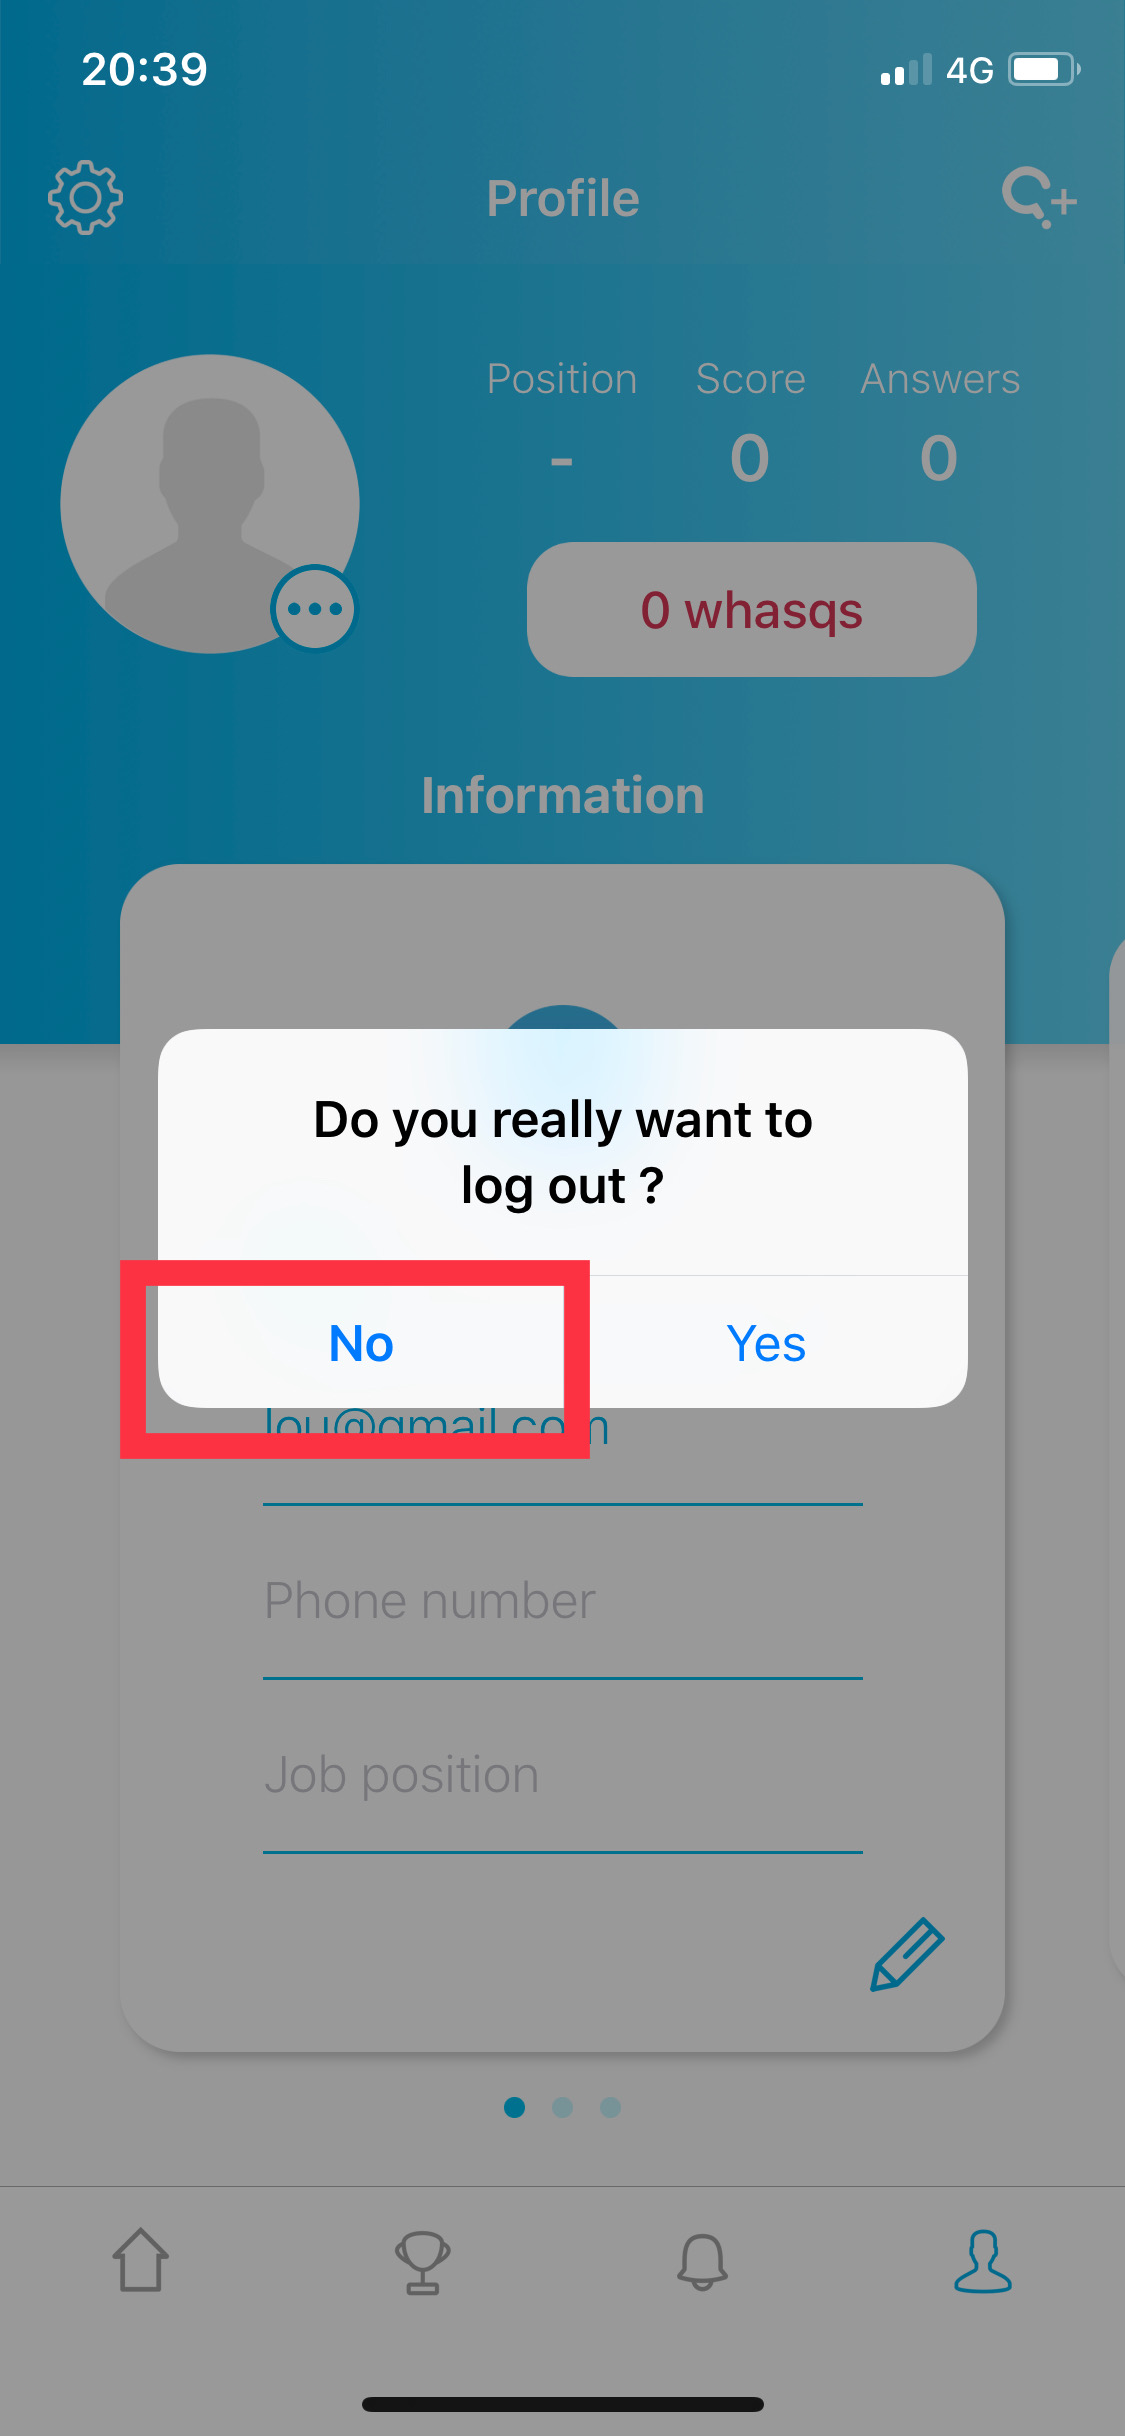 20:39
4G
Profile
Position Score Answers
- 0 0
0 whasqs
Information
Do you really want to
log out ?
No Yes
lou@gmail.com
Phone number
Job position